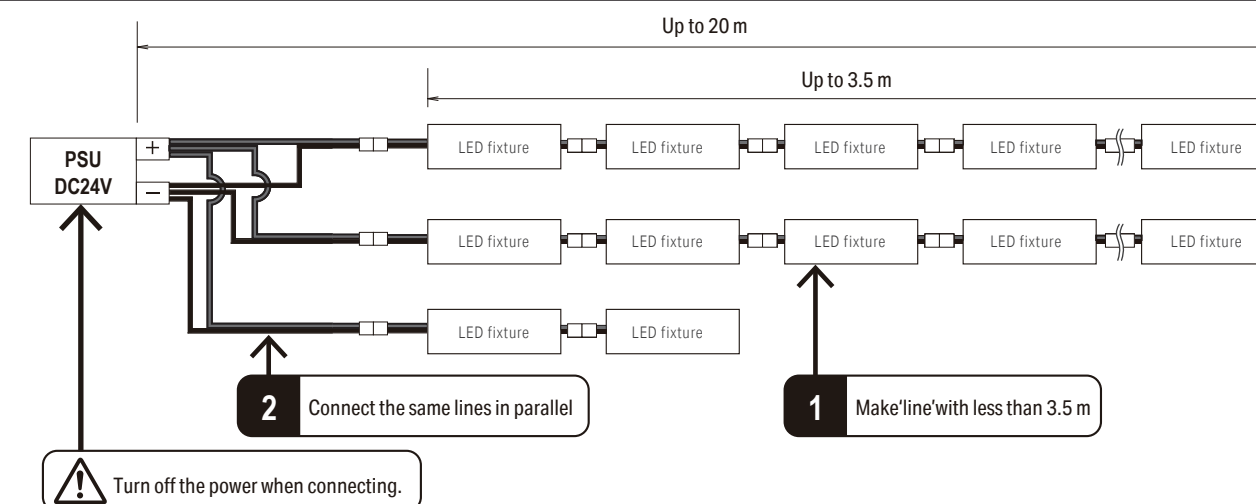 Up to 20 m
Up to 3.5 m
PSU
DC24V
+
−
LED fixture LED fixture LED fixture LED fixture LED fixture
LED fixture LED fixture LED fixture LED fixture LED fixture
LED fixture LED fixture
2 Connect the same lines in parallel
1 Make'line'with less than 3.5 m
Turn off the power when connecting.